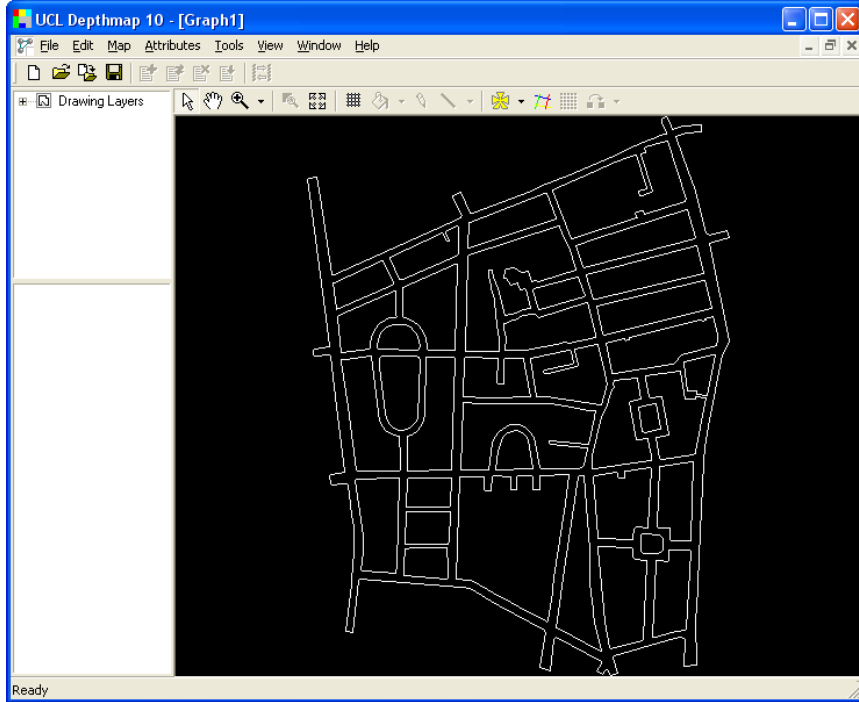 UCL Depthmap 10 - [Graph1]
File Edit Map Attributes Tools View Window Help
Drawing Layers
Ready